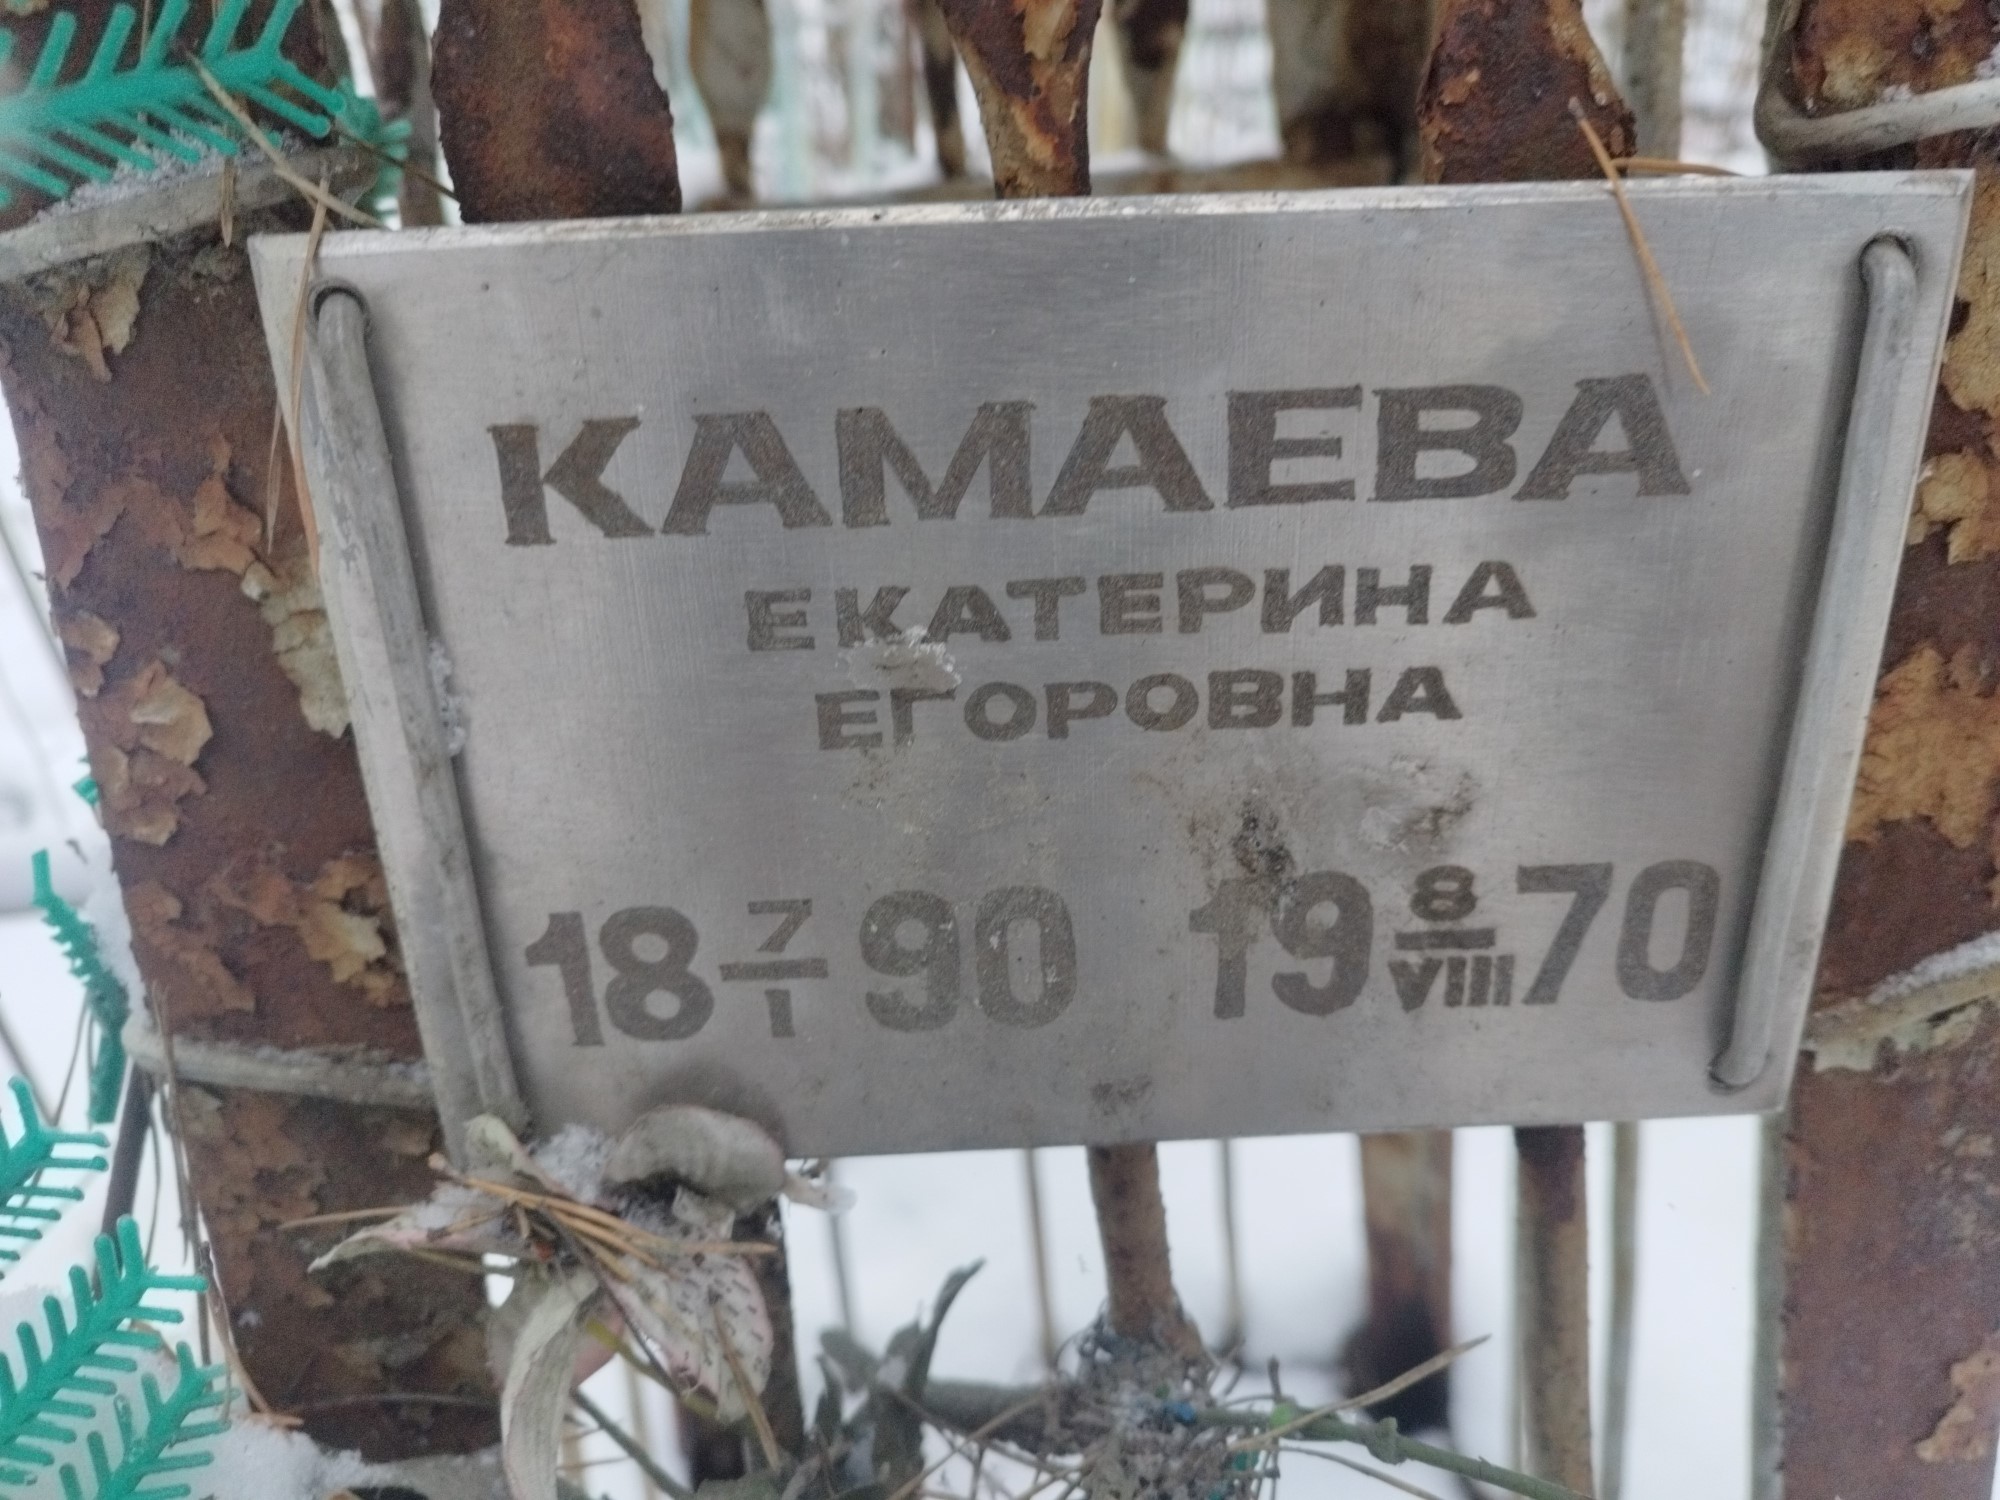 КАМАЕВА
ЕКАТЕРИНА
ЕГОРОВНА
18 7/I 90 19 8/VIII 70